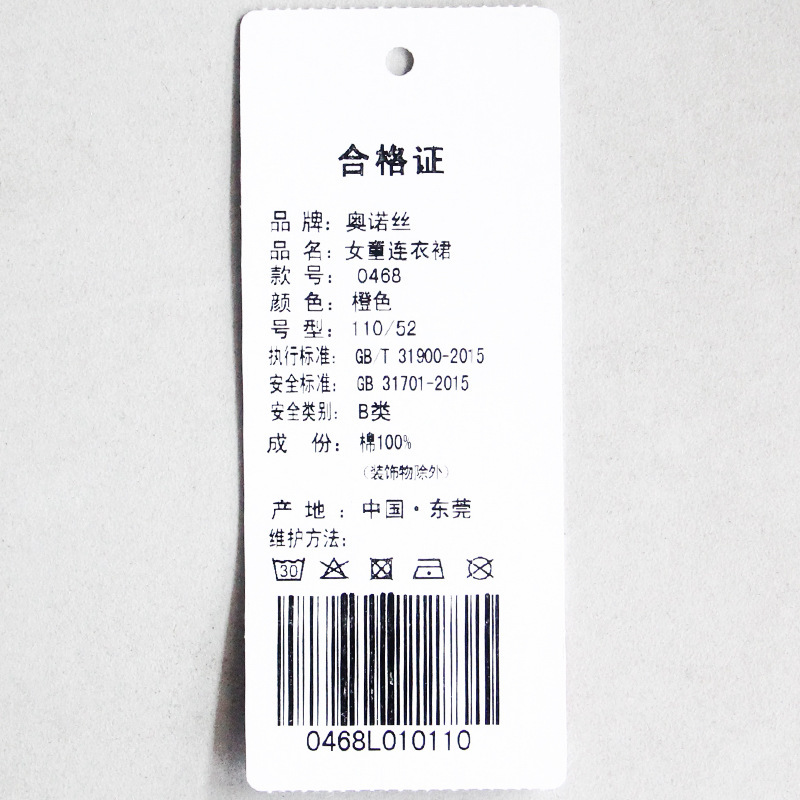 合格证
品 牌：奥诺丝
品 名：女童连衣裙
款 号： 0468
颜 色：橙色
号 型：110/52
执行标准： GB/T 31900-2015
安全标准： GB 31701-2015
安全类别： B类
成 份：棉100%
（装饰物除外）
产 地 ： 中国·东莞
维护方法：
30
0468L010110